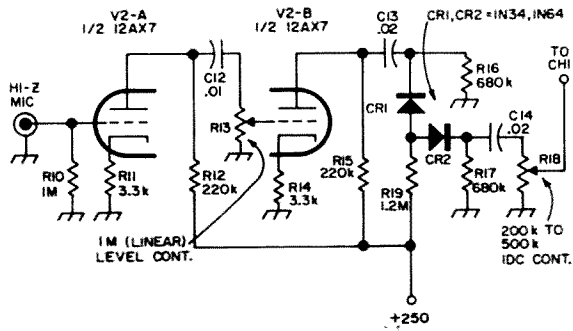 V2-A
1/2 12AX7
V2-B
1/2 12AX7
C13
.02
CR1,CR2=1N34,1N64
TO
CH1
HI-Z
MIC
C12
.01
R16
680k
CR1
C14
.02
R13
CR2
R18
R10
1M
R11
3.3k
R12
220k
R14
3.3k
R15
220k
R19
1.2M
R17
680k
1M (LINEAR)
LEVEL CONT.
200k TO
500k
IDC CONT.
+250